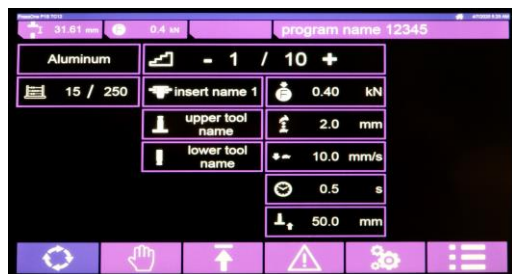 31.61 mm 0.4 kN program name 12345
Aluminum - 1 / 10 +
15 / 250 insert name 1 0.40 kN
upper tool name 2.0 mm
lower tool name 10.0 mm/s
0.5 s
50.0 mm